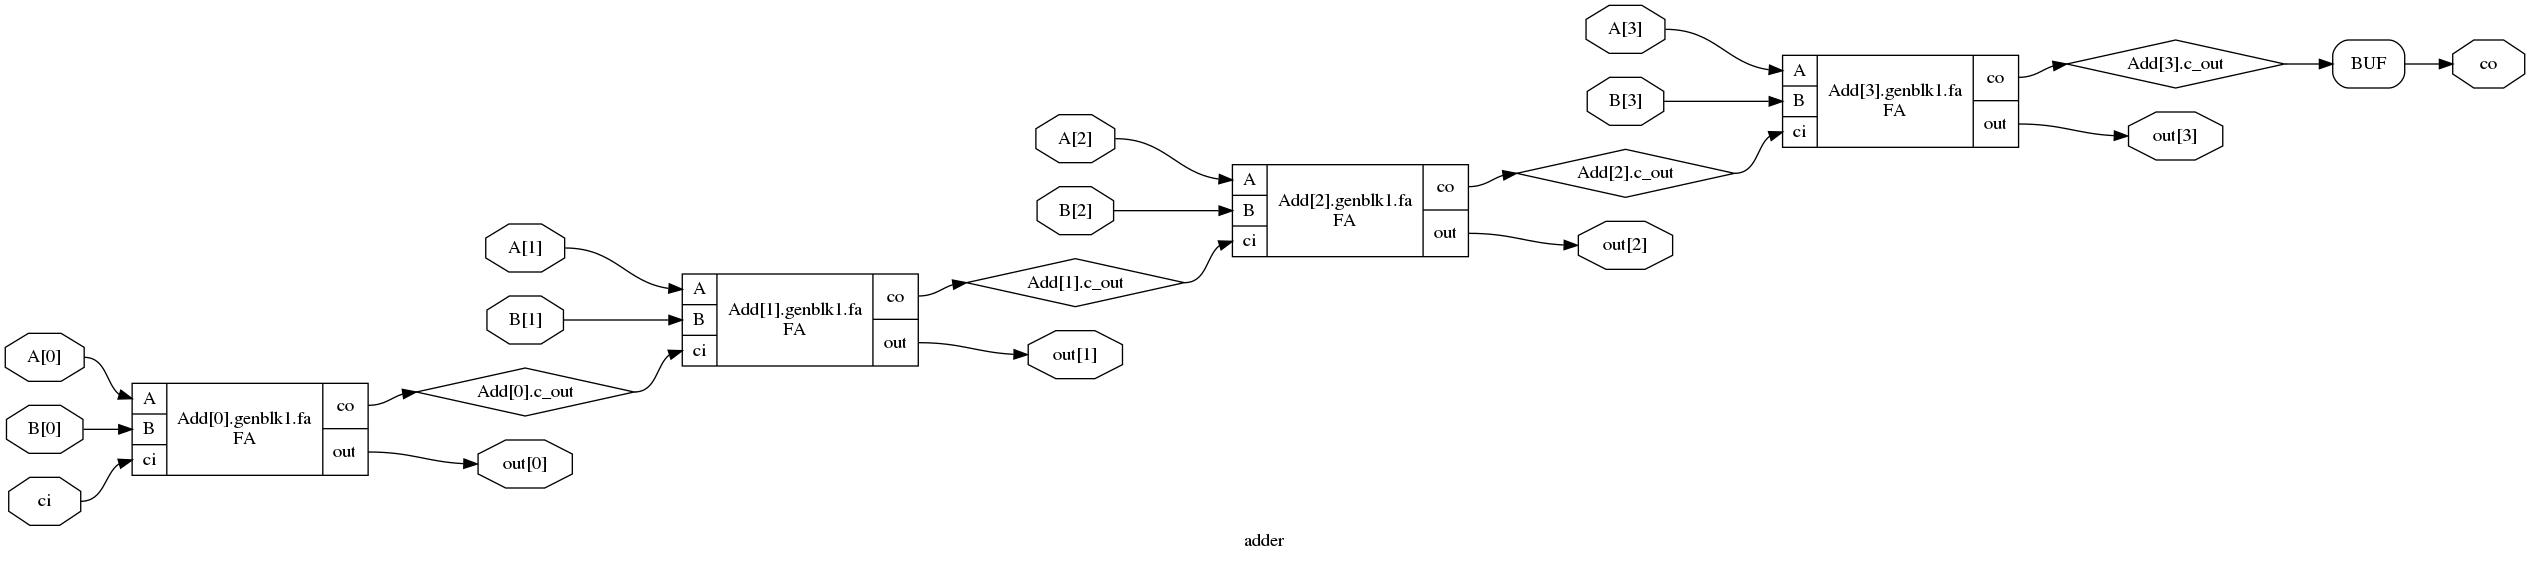 A[0]
B[0]
ci
A
B
ci
Add[0].genblk1.fa
FA
co
out
Add[0].c_out
out[0]
A[1]
B[1]
A
B
ci
Add[1].genblk1.fa
FA
co
out
Add[1].c_out
out[1]
A[2]
B[2]
A
B
ci
Add[2].genblk1.fa
FA
co
out
Add[2].c_out
out[2]
A[3]
B[3]
A
B
ci
Add[3].genblk1.fa
FA
co
out
Add[3].c_out
out[3]
BUF
co
adder